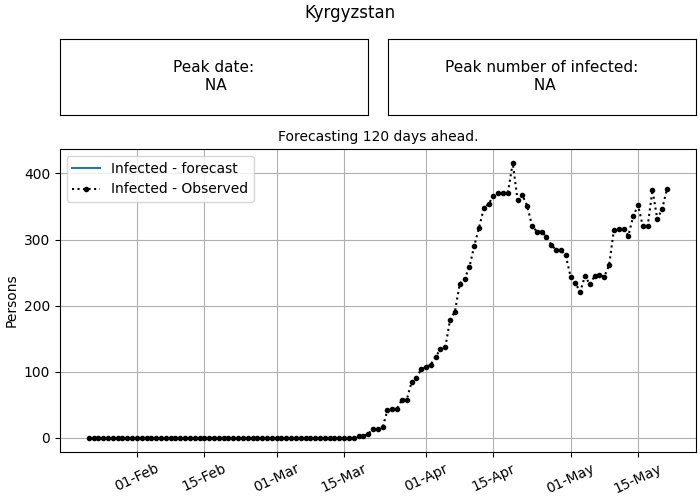 Kyrgyzstan
Peak date:
NA
Peak number of infected:
NA
Forecasting 120 days ahead.
Infected - forecast
Infected - Observed
Persons
400
300
200
100
0
01-Feb
15-Feb
01-Mar
15-Mar
01-Apr
15-Apr
01-May
15-May